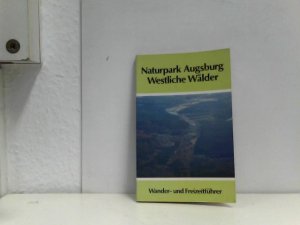 Naturpark Augsburg
Westliche Wälder
Wander- und Freizeitführer